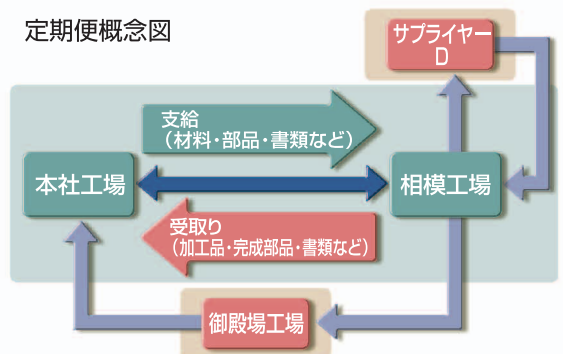 定期便概念図
サプライヤー
D
支給
（材料・部品・書類など）
本社工場
相模工場
受取り
（加工品・完成部品・書類など）
御殿場工場